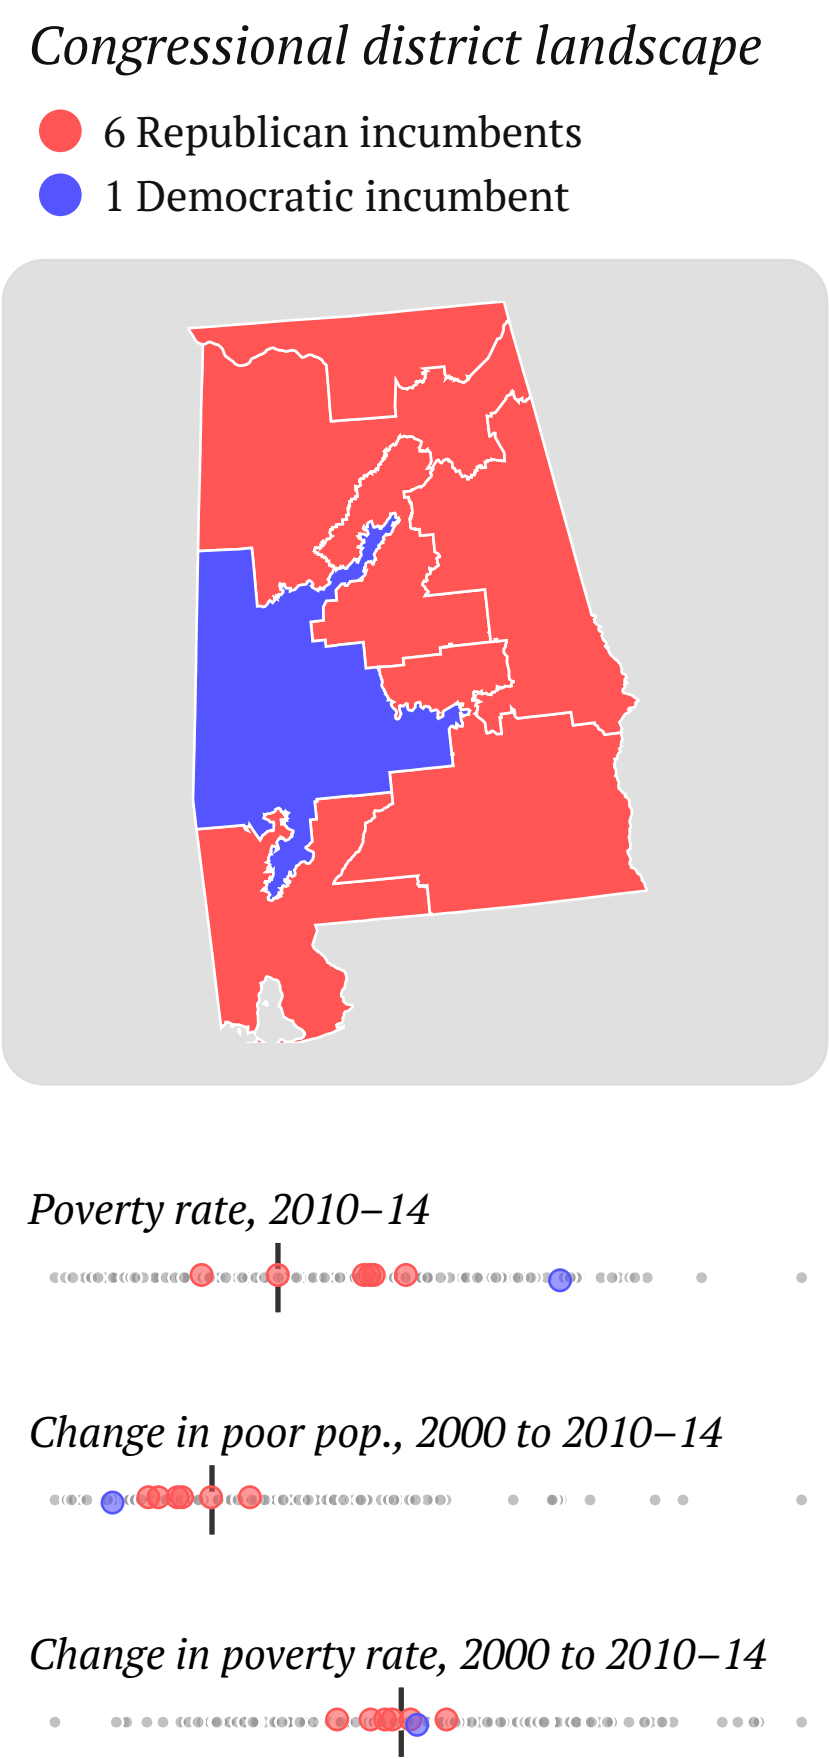 Congressional district landscape
6 Republican incumbents
1 Democratic incumbent
Poverty rate, 2010–14
Change in poor pop., 2000 to 2010–14
Change in poverty rate, 2000 to 2010–14